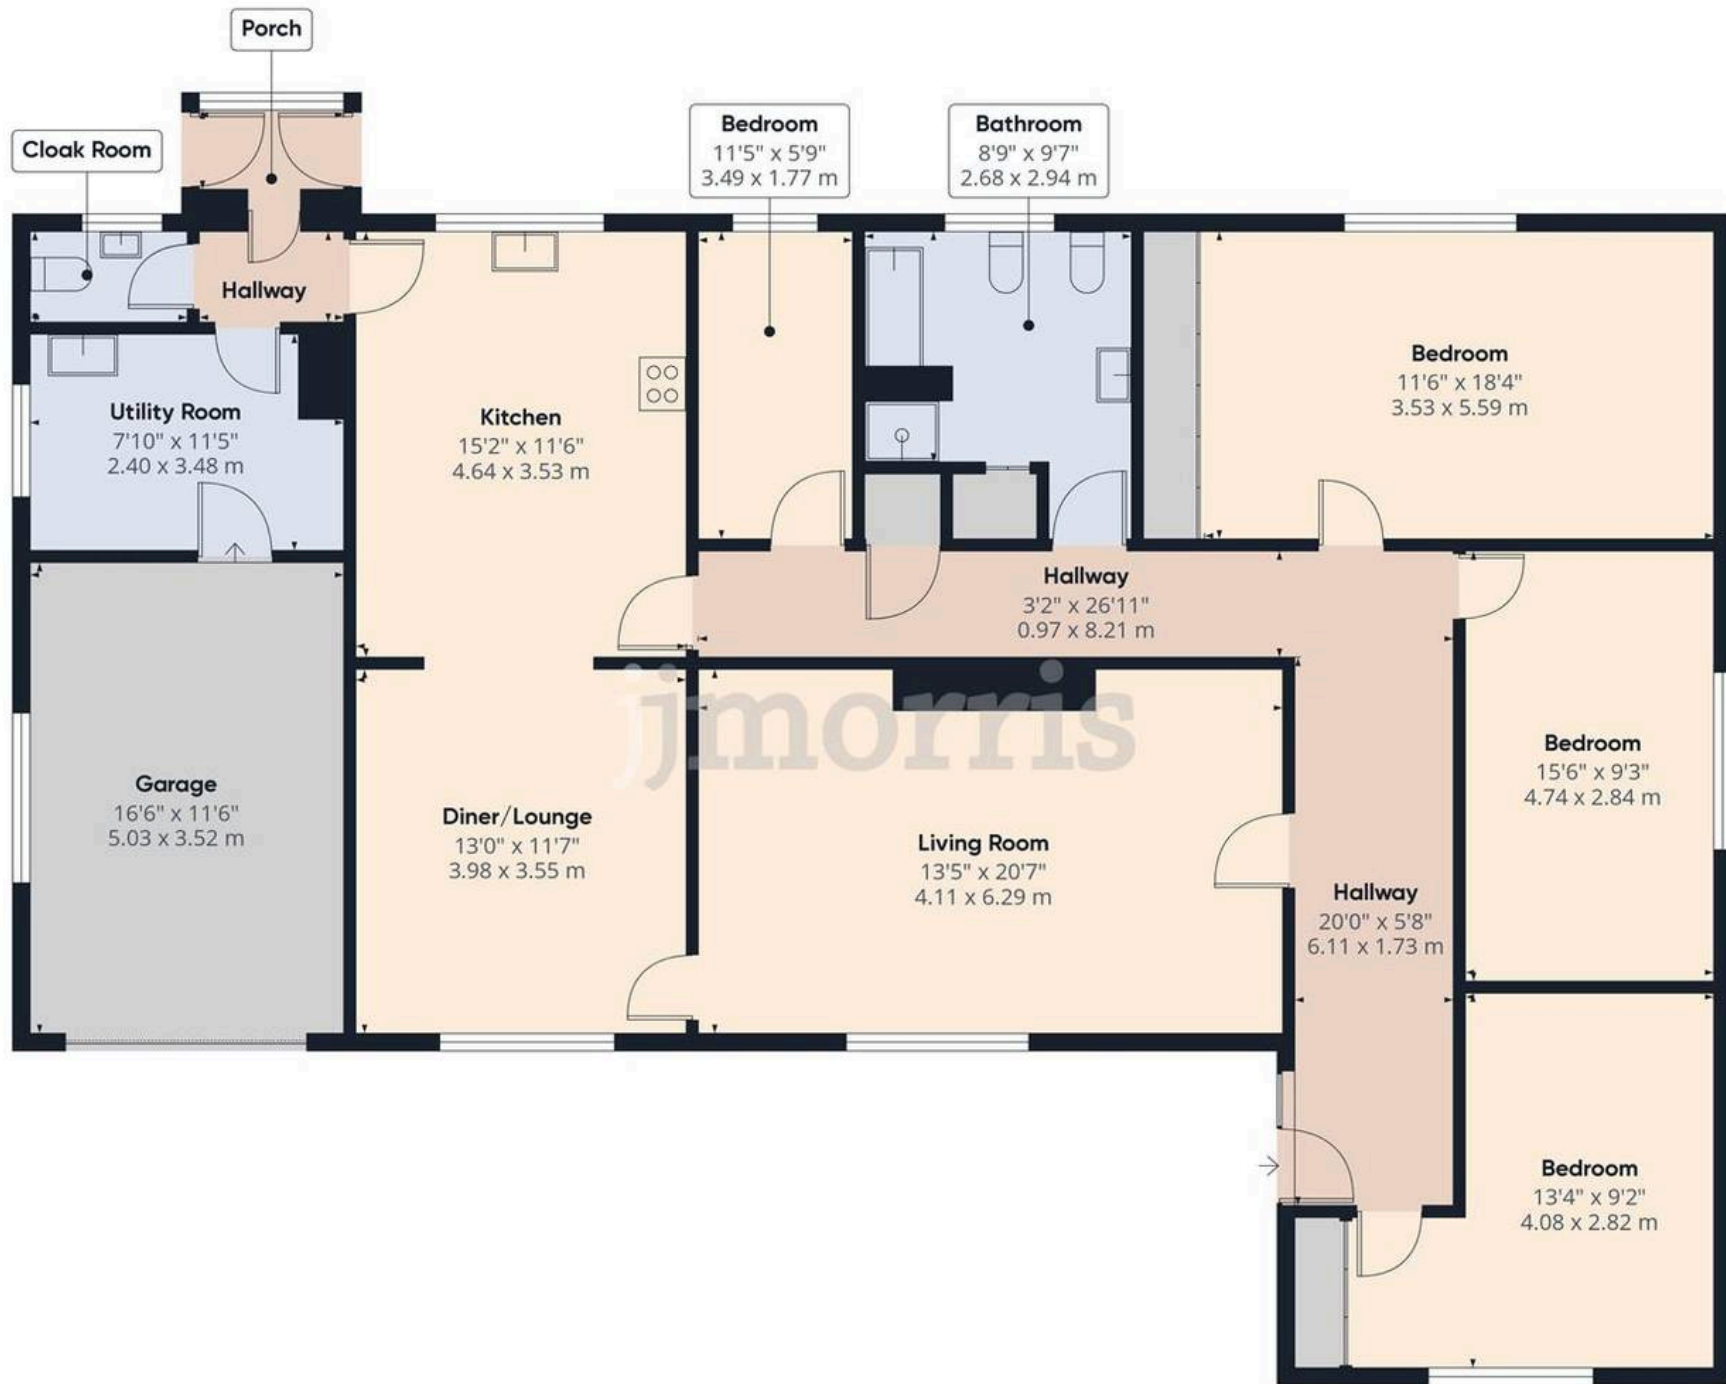 Porch
Cloak Room
Bedroom
11'5" x 5'9"
3.49 x 1.77 m
Bathroom
8'9" x 9'7"
2.68 x 2.94 m
Hallway
Bedroom
11'6" x 18'4"
3.53 x 5.59 m
Utility Room
7'10" x 11'5"
2.40 x 3.48 m
Kitchen
15'2" x 11'6"
4.64 x 3.53 m
Hallway
3'2" x 26'11"
0.97 x 8.21 m
jjmorris
Garage
16'6" x 11'6"
5.03 x 3.52 m
Diner/Lounge
13'0" x 11'7"
3.98 x 3.55 m
Living Room
13'5" x 20'7"
4.11 x 6.29 m
Bedroom
15'6" x 9'3"
4.74 x 2.84 m
Hallway
20'0" x 5'8"
6.11 x 1.73 m
Bedroom
13'4" x 9'2"
4.08 x 2.82 m